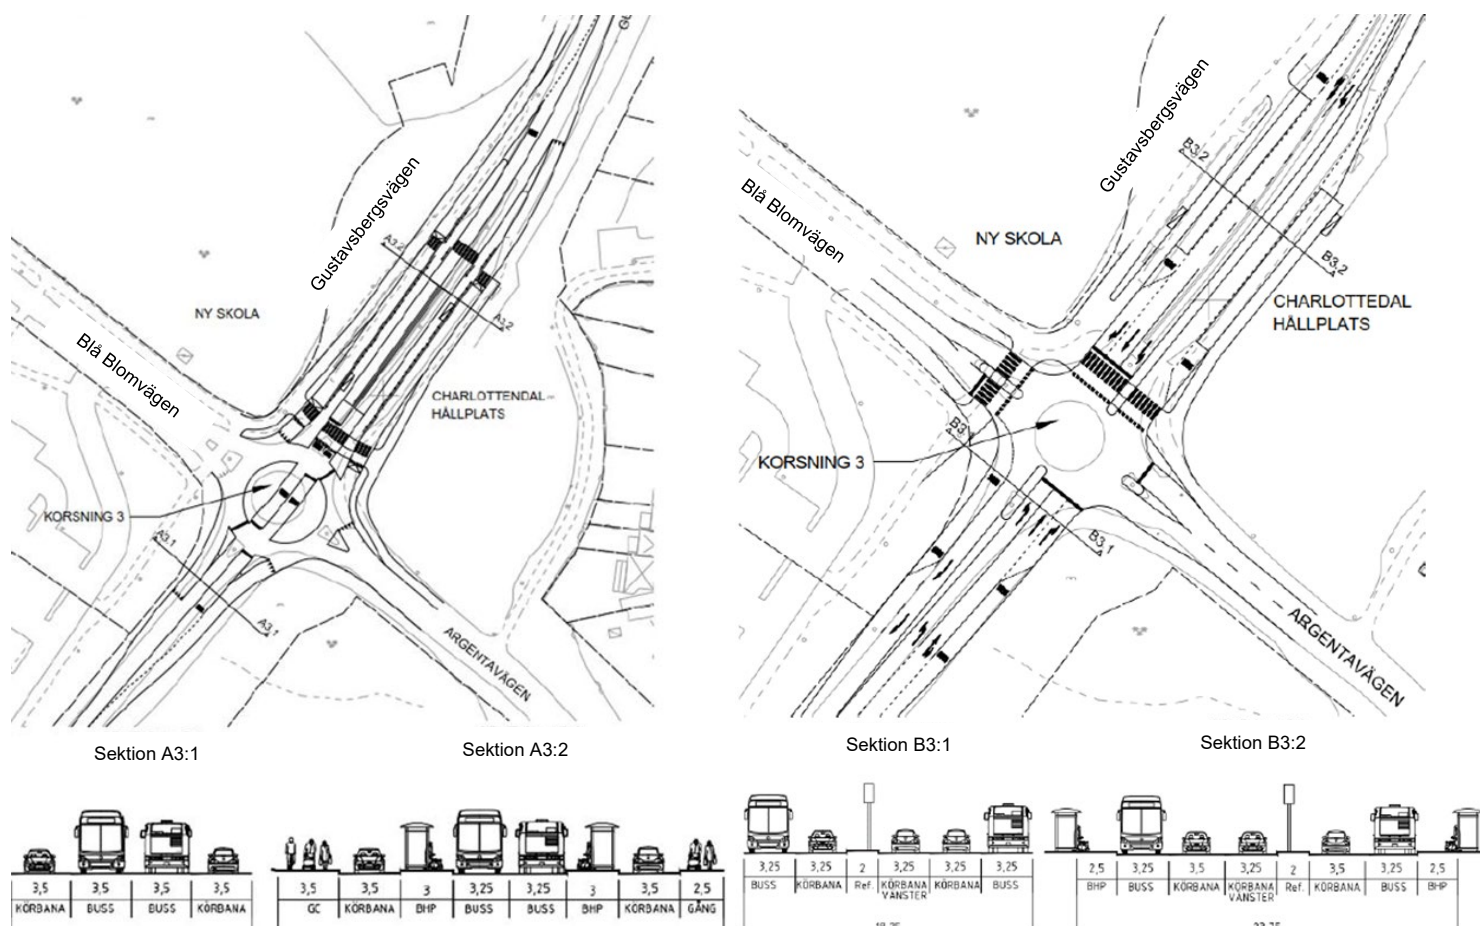 Gustavsbergsvägen
A3.2
NY SKOLA
A3.2
Blå Blomvägen
CHARLOTTENDAL
HÅLLPLATS
KORSNING 3
A3.1
A3.1
ARGENTAVÄGEN
Gustavsbergsvägen
B3.2
Blå Blomvägen
NY SKOLA
B3.2
CHARLOTTEDAL
HÅLLPLATS
KORSNING 3
B3.1
ARGENTAVÄGEN
Sektion A3:1
Sektion A3:2
Sektion B3:1
Sektion B3:2
3,5 3,5 3,5 3,5
KÖRBANA BUSS BUSS KÖRBANA
3,5 3,5 3 3,25 3,25 3 3,5 2,5
GC KÖRBANA BHP BUSS BUSS BHP KÖRBANA GÅNG
3,25 3,25 2 3,25 3,25 3,25
BUSS KÖRBANA Ref. KÖRBANA KÖRBANA BUSS
VÄNSTER
2,5 3,25 3,5 3,25 2 3,5 3,25 2,5
BHP BUSS KÖRBANA KÖRBANA Ref. KÖRBANA BUSS BHP
VÄNSTER